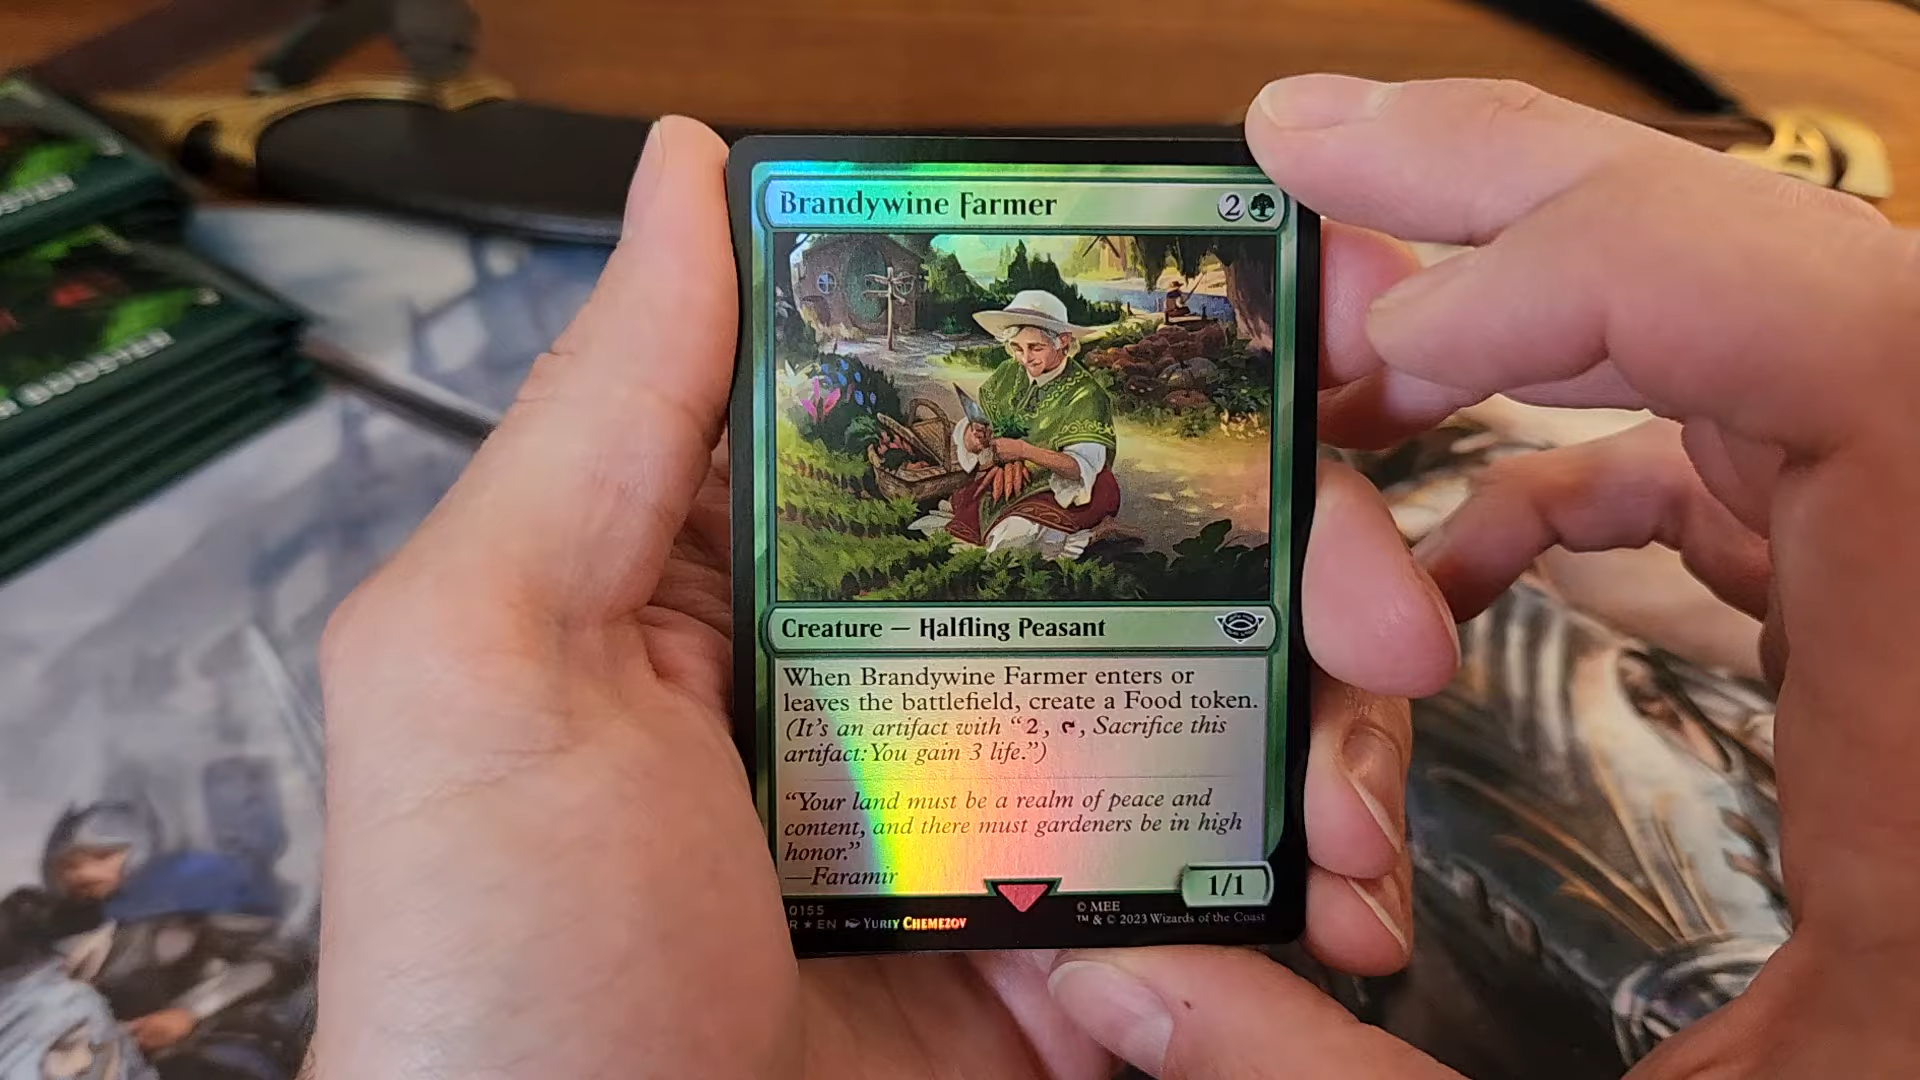 Brandywine Farmer 2
Creature — Halfling Peasant
When Brandywine Farmer enters or
leaves the battlefield, create a Food token.
(It's an artifact with “2, , Sacrifice this
artifact: You gain 3 life.”)
“Your land must be a realm of peace and
content, and there must gardeners be in high
honor.”
—Faramir
1/1
0155
R ★ EN YURIY CHEMEZOV
© MEE
™ & © 2023 Wizards of the Coast
BOOSTER